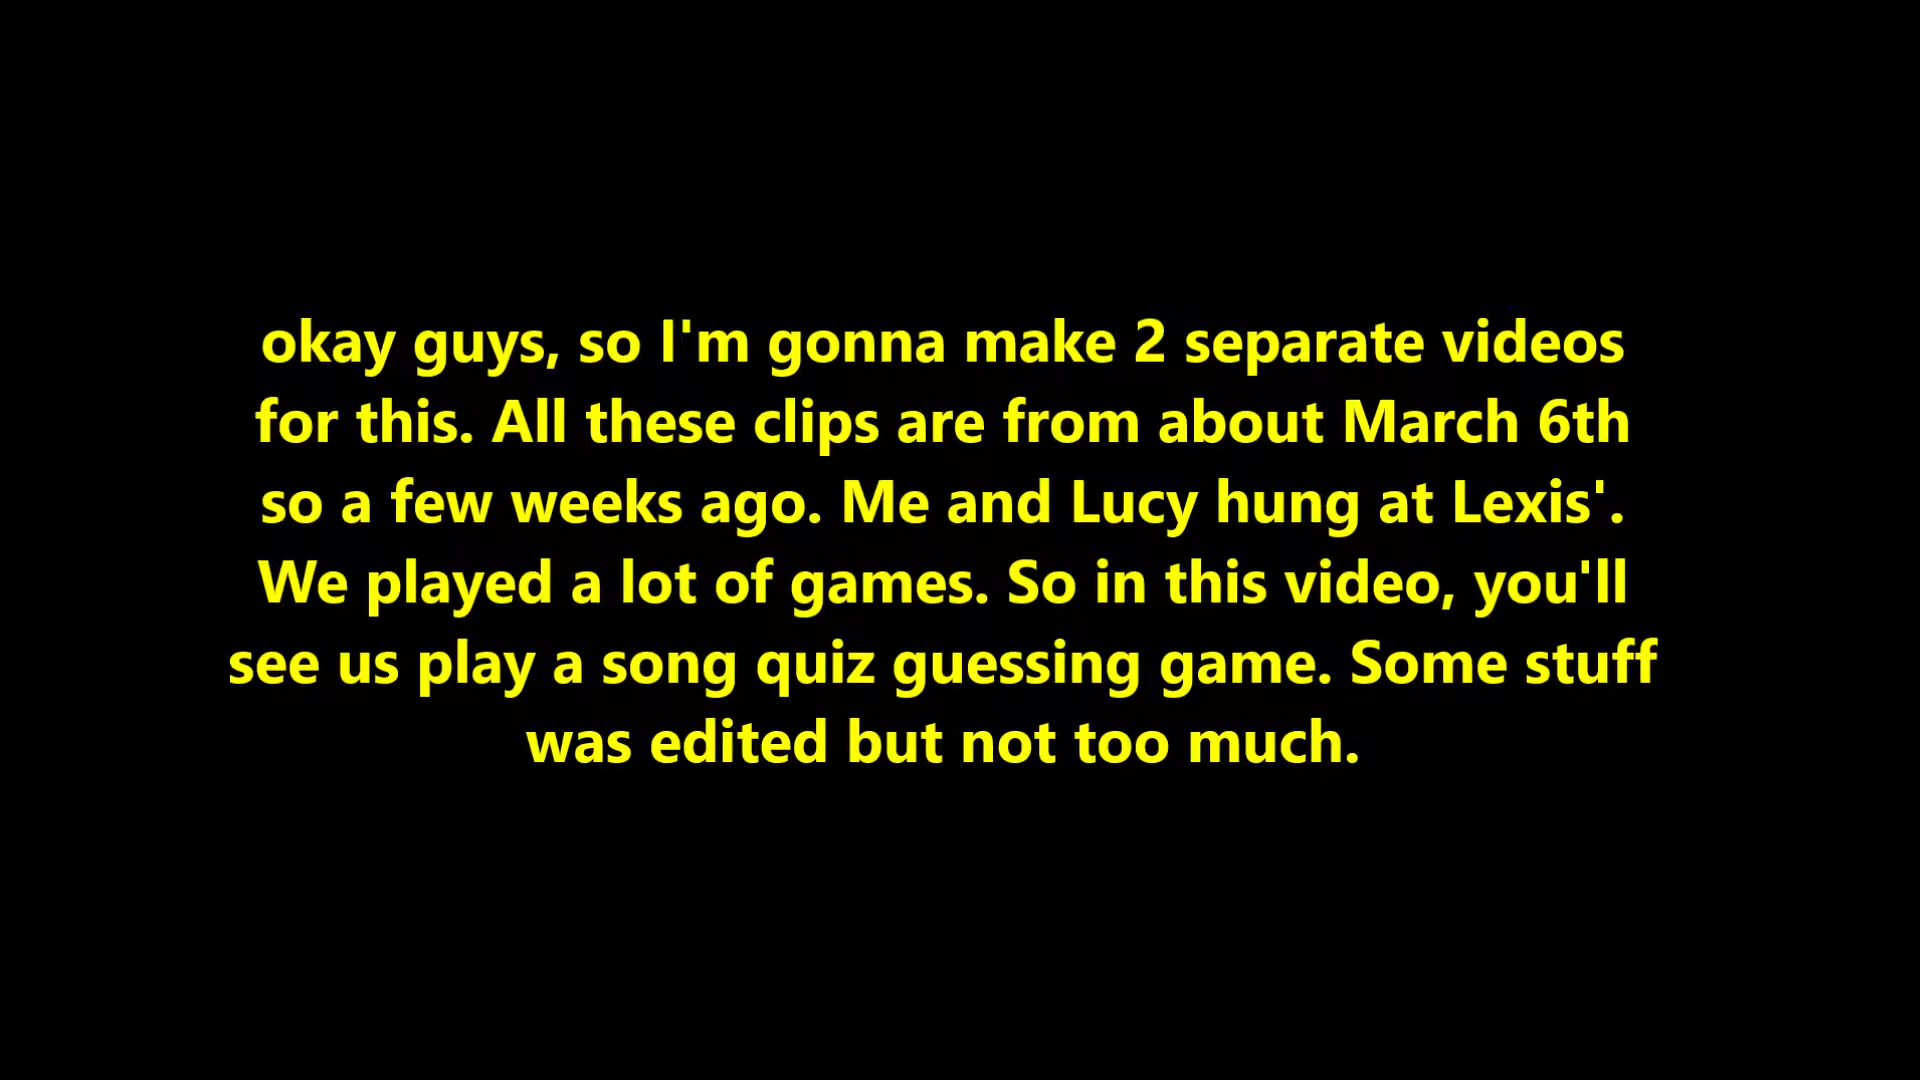 okay guys, so I'm gonna make 2 separate videos
for this. All these clips are from about March 6th
so a few weeks ago. Me and Lucy hung at Lexis'.
We played a lot of games. So in this video, you'll
see us play a song quiz guessing game. Some stuff
was edited but not too much.